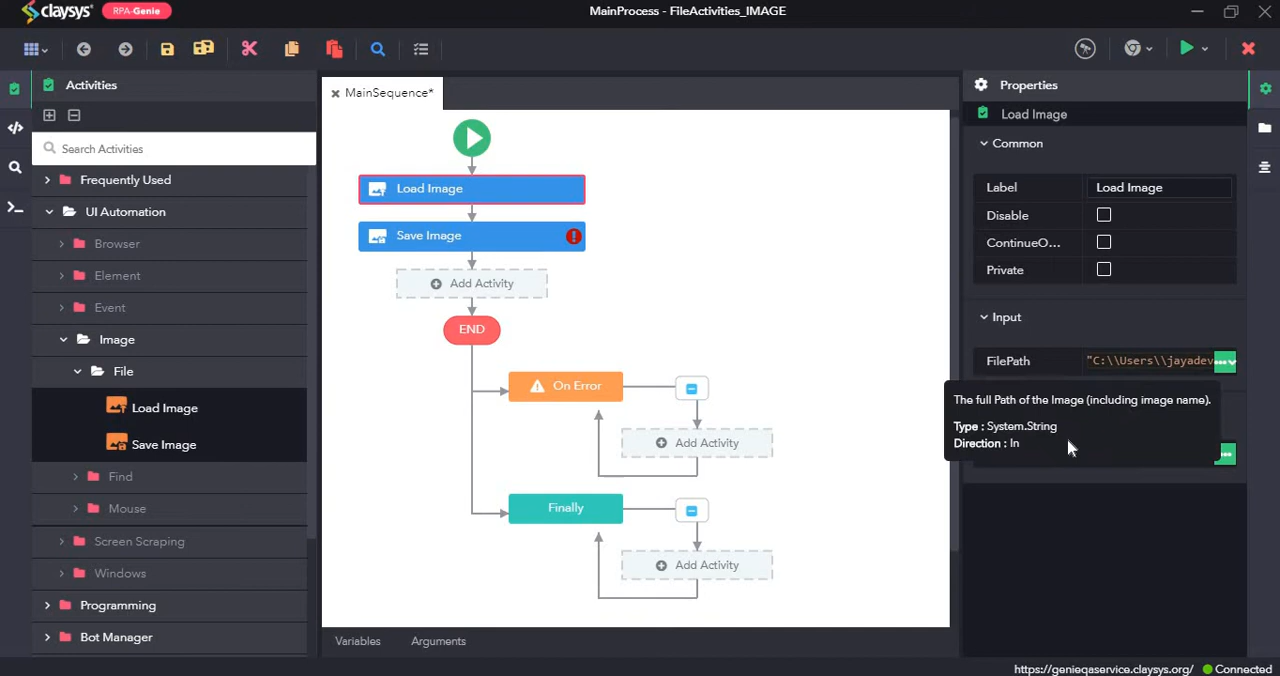 claysys RPA-Genie
MainProcess - FileActivities_IMAGE
Activities
MainSequence*
Properties
Load Image
Search Activities
Common
Frequently Used
Label Load Image
UI Automation
Disable
Browser
ContinueO...
Element
Private
Event
Input
Image
FilePath "C:\\Users\\jayadev
File
Load Image
Save Image
Find
Mouse
Screen Scraping
Windows
Programming
Bot Manager
Load Image
Save Image
Add Activity
END
On Error
Add Activity
Finally
Add Activity
The full Path of the Image (including image name).
Type : System.String
Direction : In
Variables Arguments
https://genieqaservice.claysys.org/ Connected